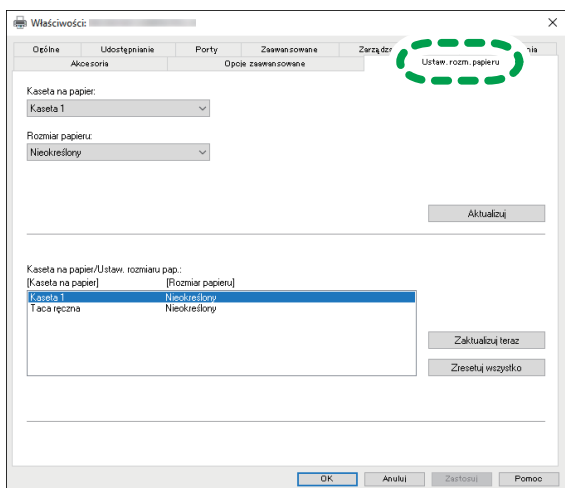 Właściwości:
Ogólne Udostępnianie Porty Zaawansowane
Akcesoria Opcje zaawansowane Ustaw. rozm. papieru
Kaseta na papier:
Kaseta 1
Rozmiar papieru:
Nieokreślony
Aktualizuj
Kaseta na papier/Ustaw. rozmiaru pap.:
[Kaseta na papier] [Rozmiar papieru]
Kaseta 1 Nieokreślony
Taca ręczna Nieokreślony
Zaktualizuj teraz
Zresetuj wszystko
OK Anuluj Zastosuj Pomoc